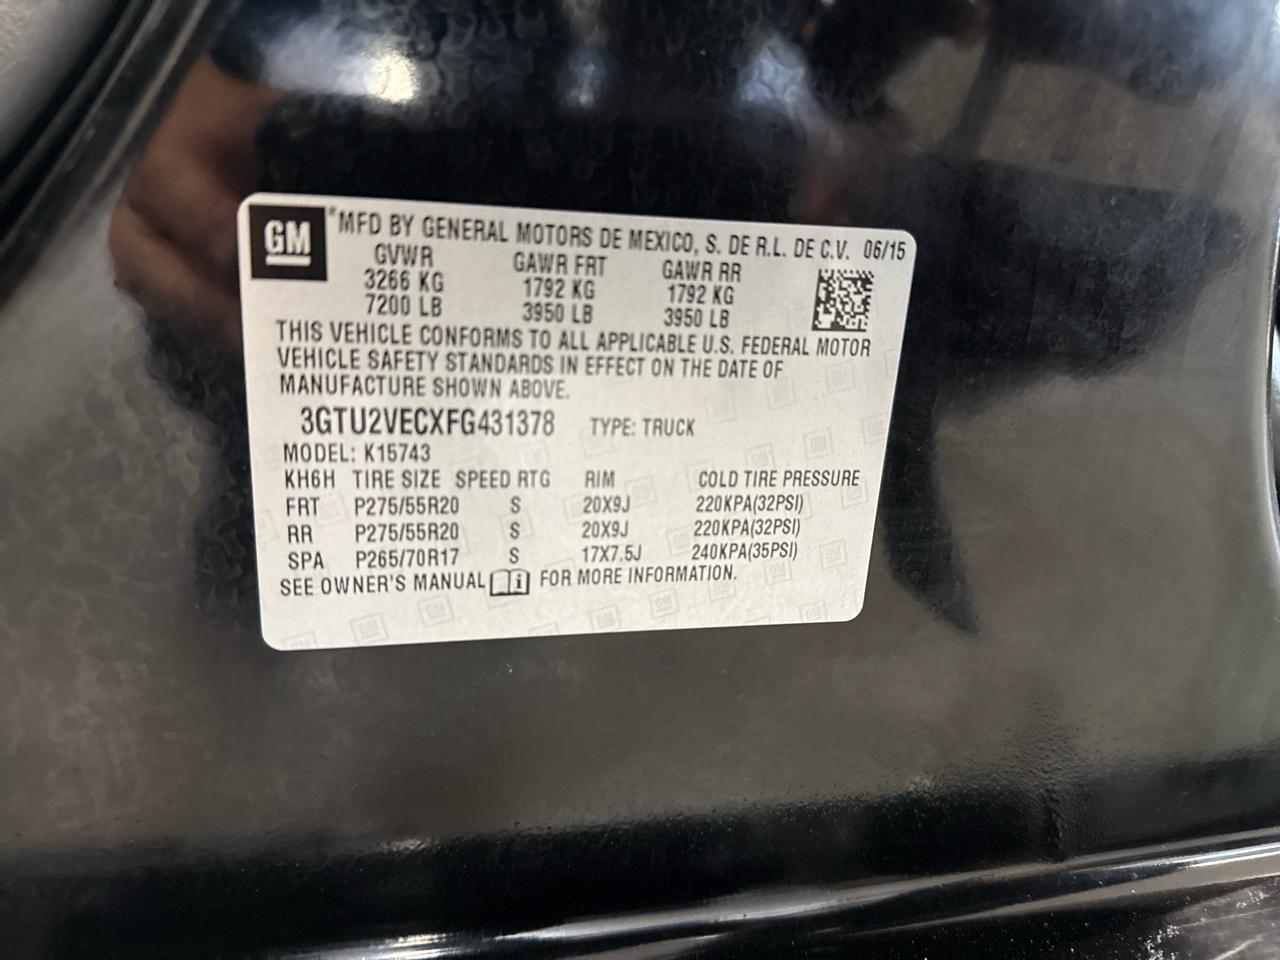 GM *MFD BY GENERAL MOTORS DE MEXICO, S. DE R.L. DE C.V. 06/15
GVWR GAWR FRT GAWR RR
3266 KG 1792 KG 1792 KG
7200 LB 3950 LB 3950 LB
THIS VEHICLE CONFORMS TO ALL APPLICABLE U.S. FEDERAL MOTOR
VEHICLE SAFETY STANDARDS IN EFFECT ON THE DATE OF
MANUFACTURE SHOWN ABOVE.
3GTU2VECXFG431378 TYPE: TRUCK
MODEL: K15743
KH6H TIRE SIZE SPEED RTG RIM COLD TIRE PRESSURE
FRT P275/55R20 S 20X9J 220KPA(32PSI)
RR P275/55R20 S 20X9J 220KPA(32PSI)
SPA P265/70R17 S 17X7.5J 240KPA(35PSI)
SEE OWNER'S MANUAL i FOR MORE INFORMATION.